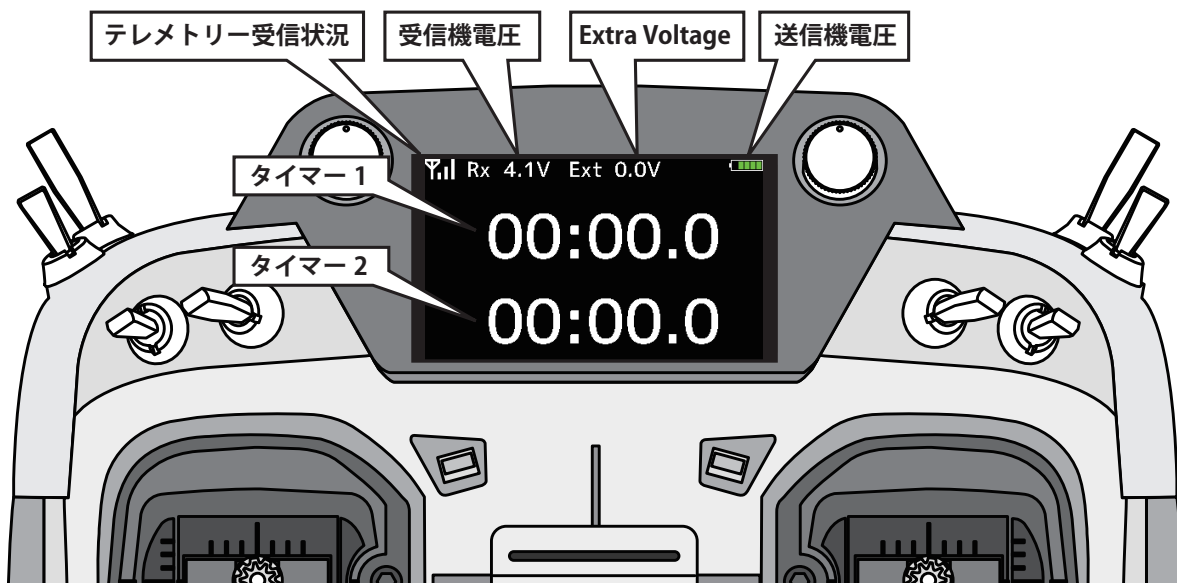 テレメトリー受信状況
受信機電圧
Extra Voltage
送信機電圧
Rx 4.1V Ext 0.0V
タイマー 1
00:00.0
タイマー 2
00:00.0